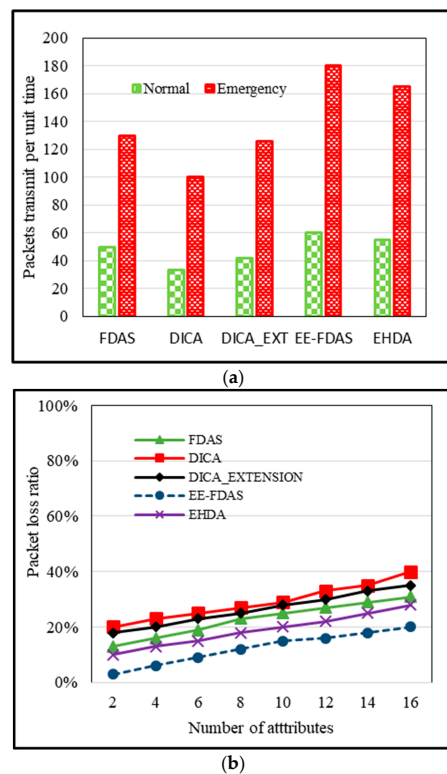 200
180
160
140
120
100
80
60
40
20
0
Packets transmit per unit time
Normal Emergency
FDAS DICA DICA_EXT EE-FDAS EHDA
(a)
100%
80%
60%
40%
20%
0%
Packet loss ratio
FDAS
DICA
DICA_EXTENSION
EE-FDAS
EHDA
2 4 6 8 10 12 14 16
Number of atttributes
(b)